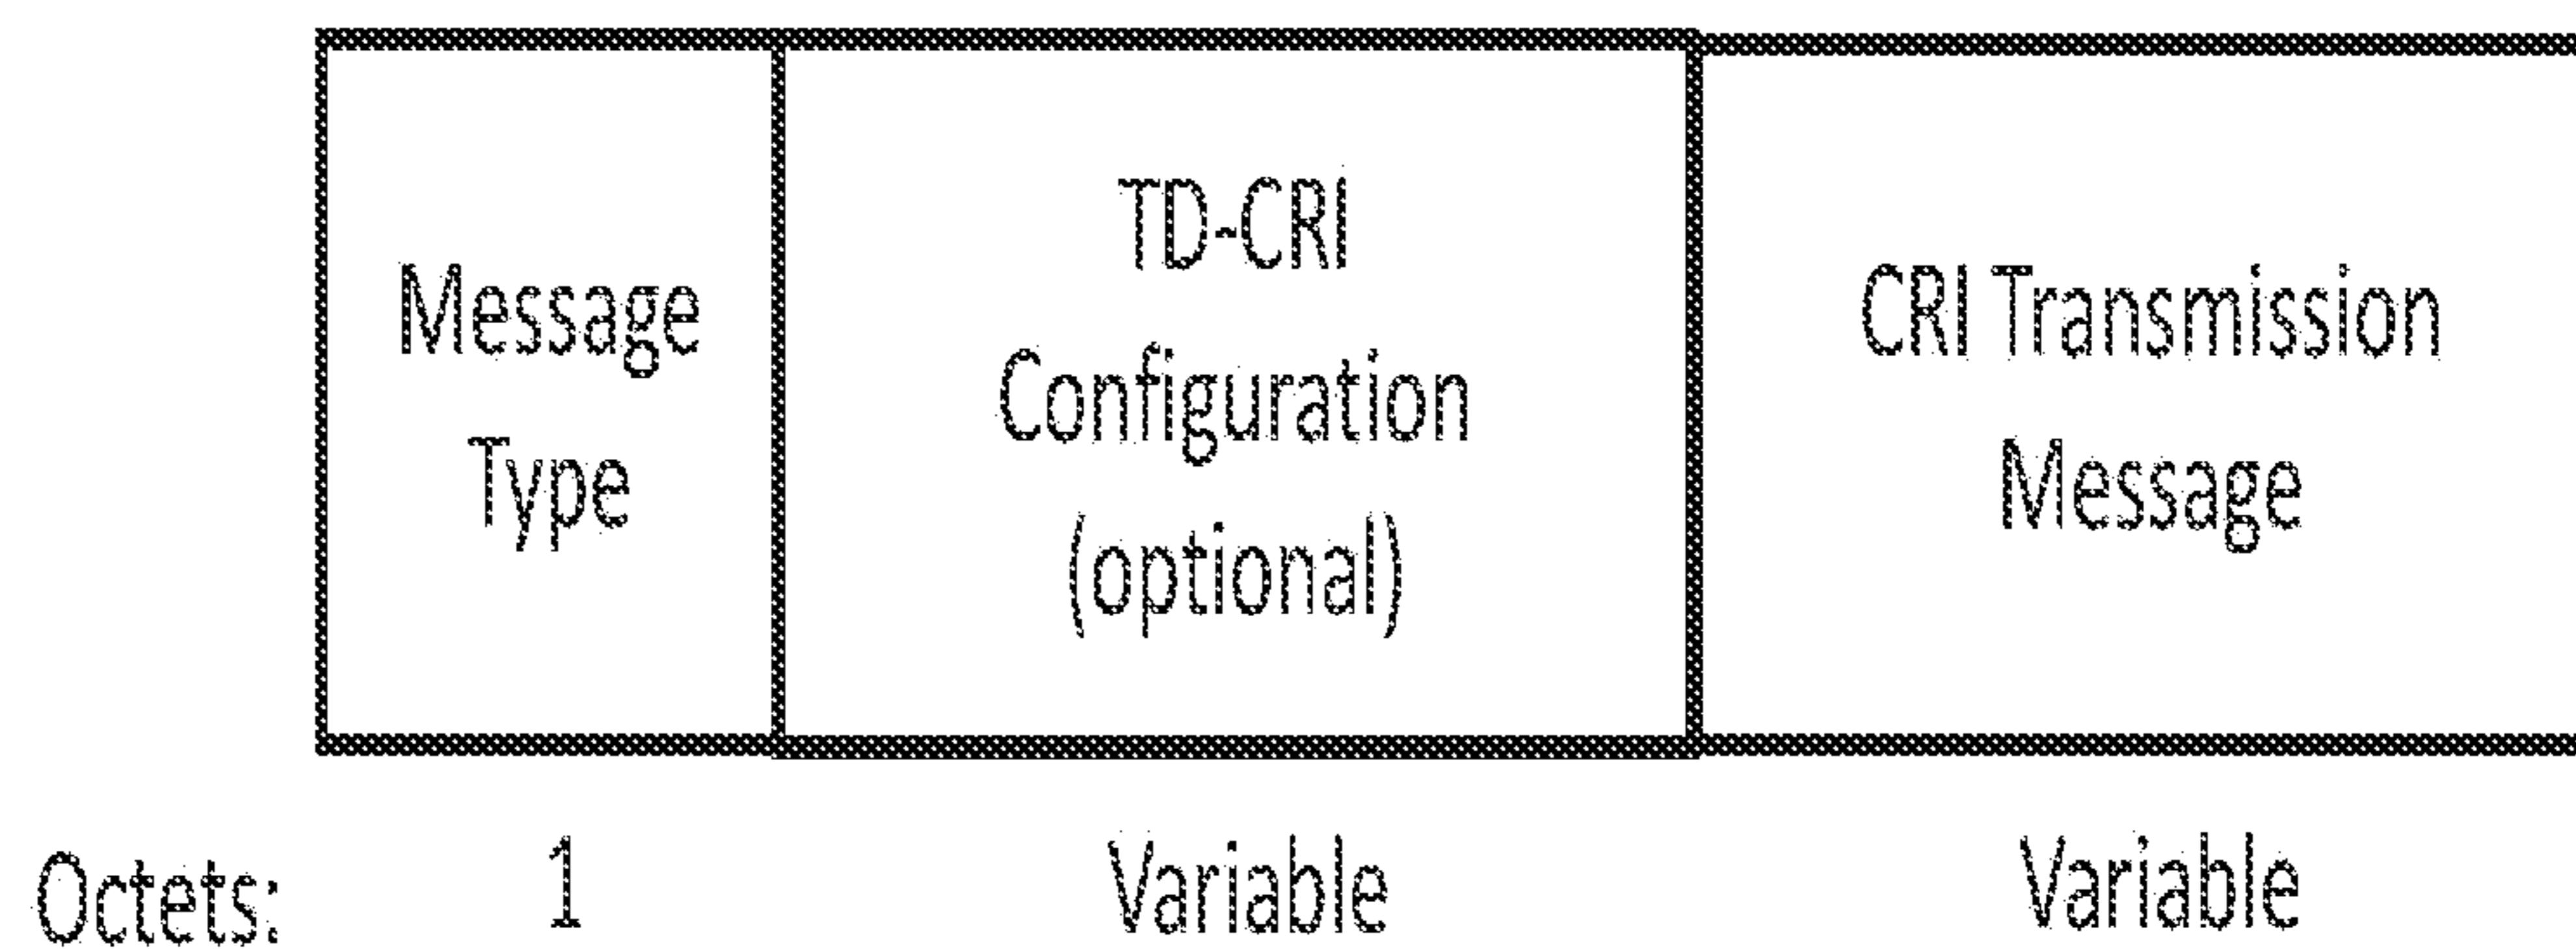 Message
Type
TD-CRI
Configuration
(optional)
CRI Transmission
Message
Octets: 1 Variable Variable